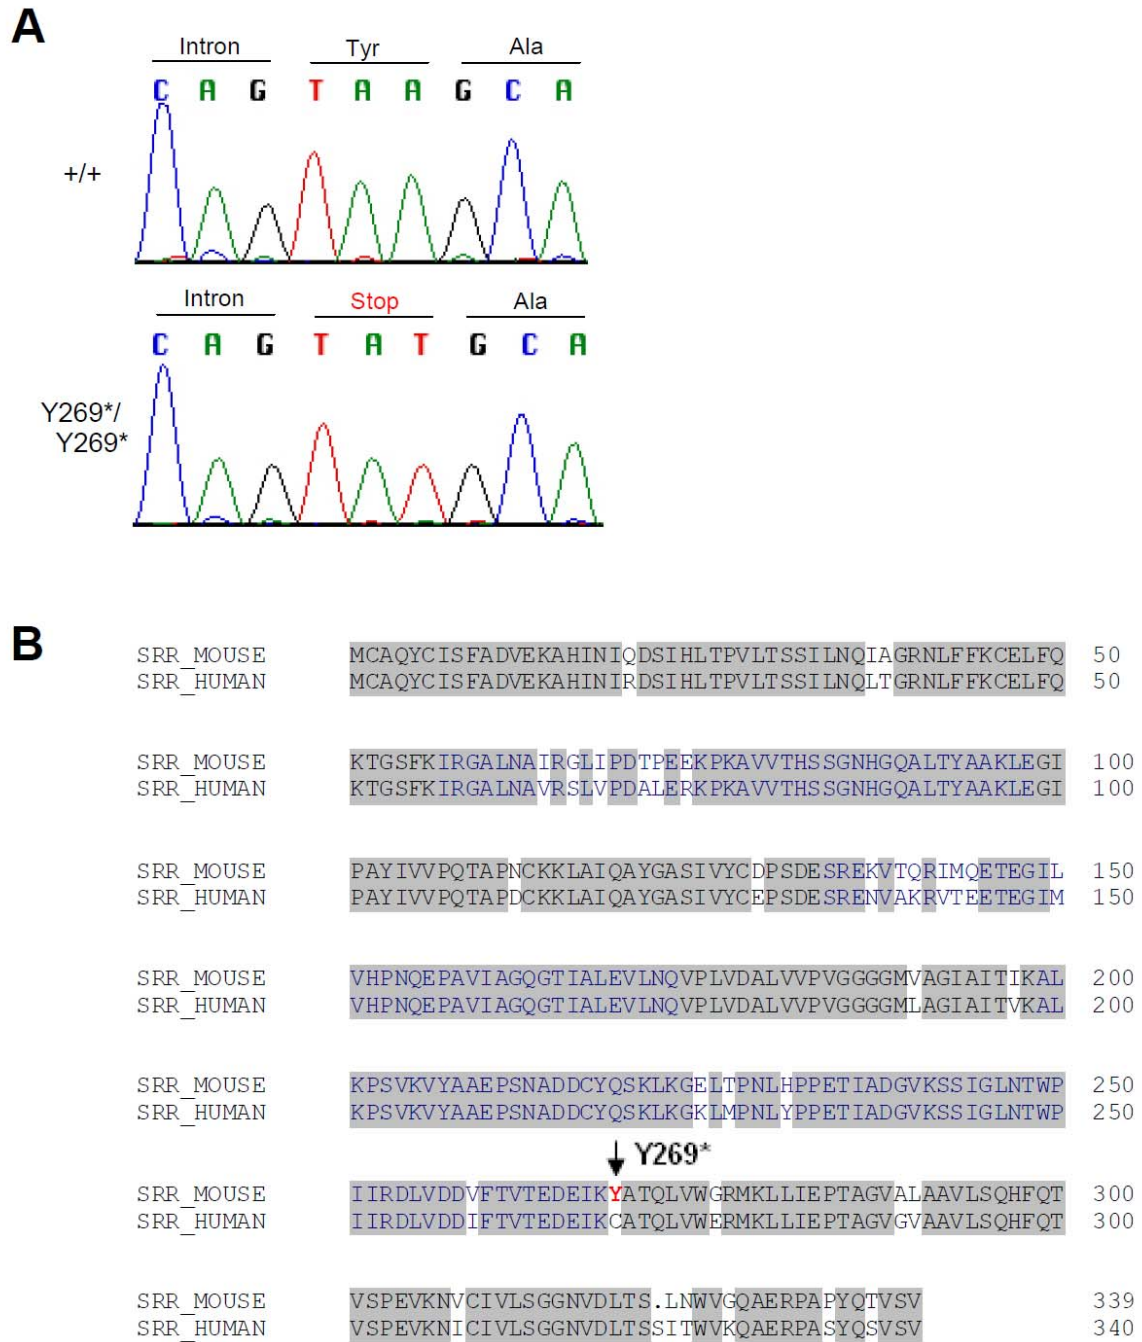 A
Intron Tyr Ala
C A G T A A G C A
+/+
Intron Stop Ala
C A G T A T G C A
Y269*/
Y269*
B
SRR_MOUSE MCAQYCISFADVEKAHINIQDSIHLTPVLTSSILNQIAGRNLFFKCELFQ 50
SRR_HUMAN MCAQYCISFADVEKAHINIRDSIHLTPVLTSSILNQLTGRNLFFKCELFQ 50
SRR_MOUSE KTGSFKIRGALNAIRGLIPDTPEEKPKAVVTHSSGNHGQALTYAAKLEGI 100
SRR_HUMAN KTGSFKIRGALNAVRSLVPDALERKPKAVVTHSSGNHGQALTYAAKLEGI 100
SRR_MOUSE PAYIVVPQTAPNCKKLAIQAYGASIVYCDPSDESREKVTQRIMQETEGIL 150
SRR_HUMAN PAYIVVPQTAPDCKKLAIQAYGASIVYCEPSDESRENVAKRVTEETEGIM 150
SRR_MOUSE VHPNQEPAVIAGQGTIALEVLNQVPLVDALVVPVGGGGMVAGIAITIKAL 200
SRR_HUMAN VHPNQEPAVIAGQGTIALEVLNQVPLVDALVVPVGGGGMLAGIAITVKAL 200
SRR_MOUSE KPSVKVYAAEPSNADDCYQSKLKGELTPNLHPPETIADGVKSSIGLNTWP 250
SRR_HUMAN KPSVKVYAAEPSNADDCYQSKLKGKLMPNLYPPETIADGVKSSIGLNTWP 250
Y269*
SRR_MOUSE IIRDLVDDVFTVTEDEIKYATQLVWGRMKLLIEPTAGVALAAVLSQHFQT 300
SRR_HUMAN IIRDLVDDIFTVTEDEIKCATQLVWERMKLLIEPTAGVGVAAVLSQHFQT 300
SRR_MOUSE VSPEVKNVCIVLSGGNVDLTS.LNWVGQAERPAPYQTVSV 339
SRR_HUMAN VSPEVKNICIVLSGGNVDLTSSITWVKQAERPASYQSVSV 340